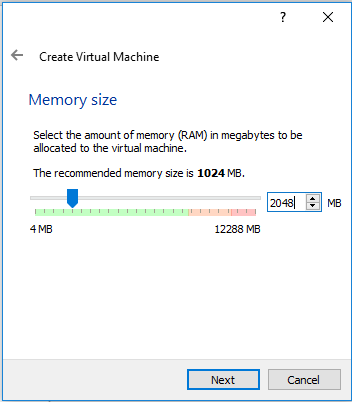 ?
Create Virtual Machine
Memory size
Select the amount of memory (RAM) in megabytes to be
allocated to the virtual machine.
The recommended memory size is 1024 MB.
2048 MB
4 MB 12288 MB
Next Cancel